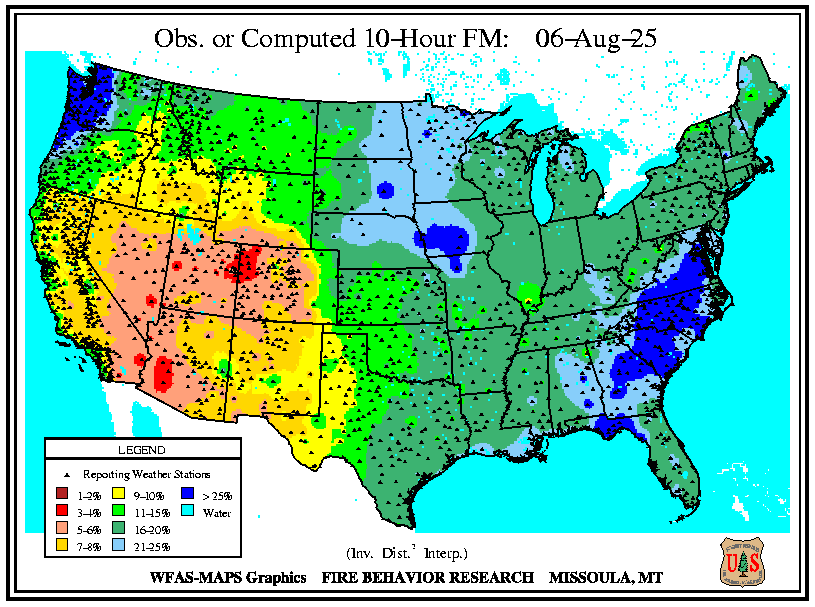 Obs. or Computed 10-Hour FM: 06-Aug-25
LEGEND
Reporting Weather Stations
1-2% 9-10% > 25%
3-4% 11-15% Water
5-6% 16-20%
7-8% 21-25%
(Inv. Dist.² Interp.)
WFAS-MAPS Graphics FIRE BEHAVIOR RESEARCH MISSOULA, MT
U S